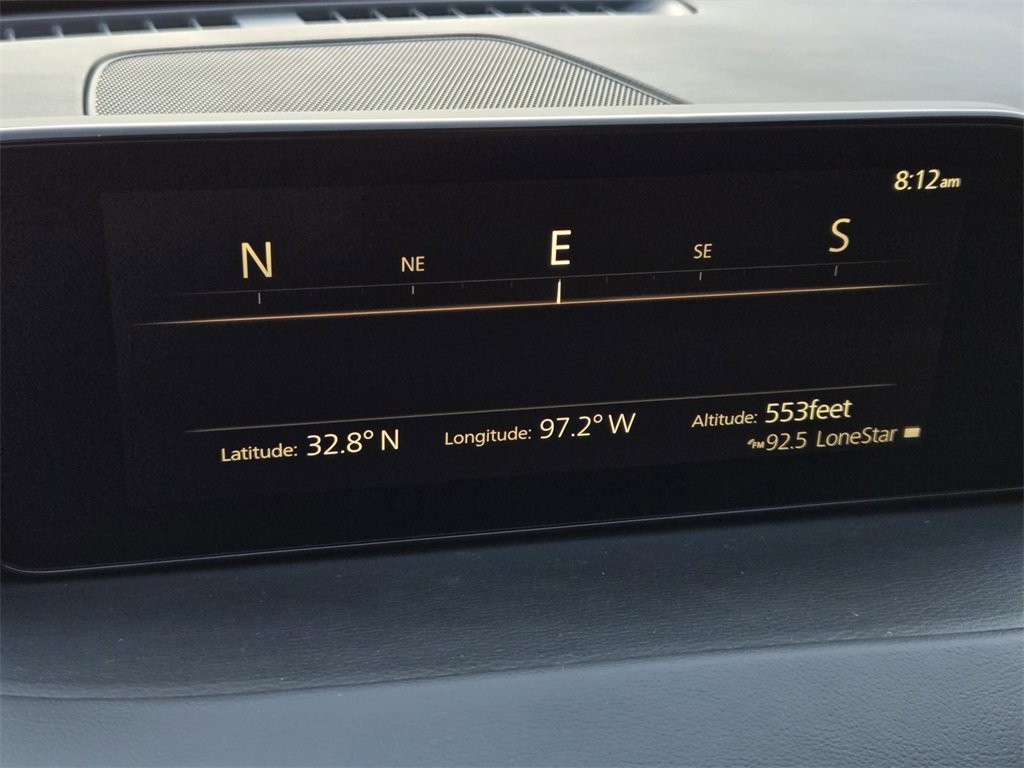 8:12am
N NE E SE S
Latitude: 32.8° N Longitude: 97.2° W Altitude: 553feet
FM 92.5 LoneStar